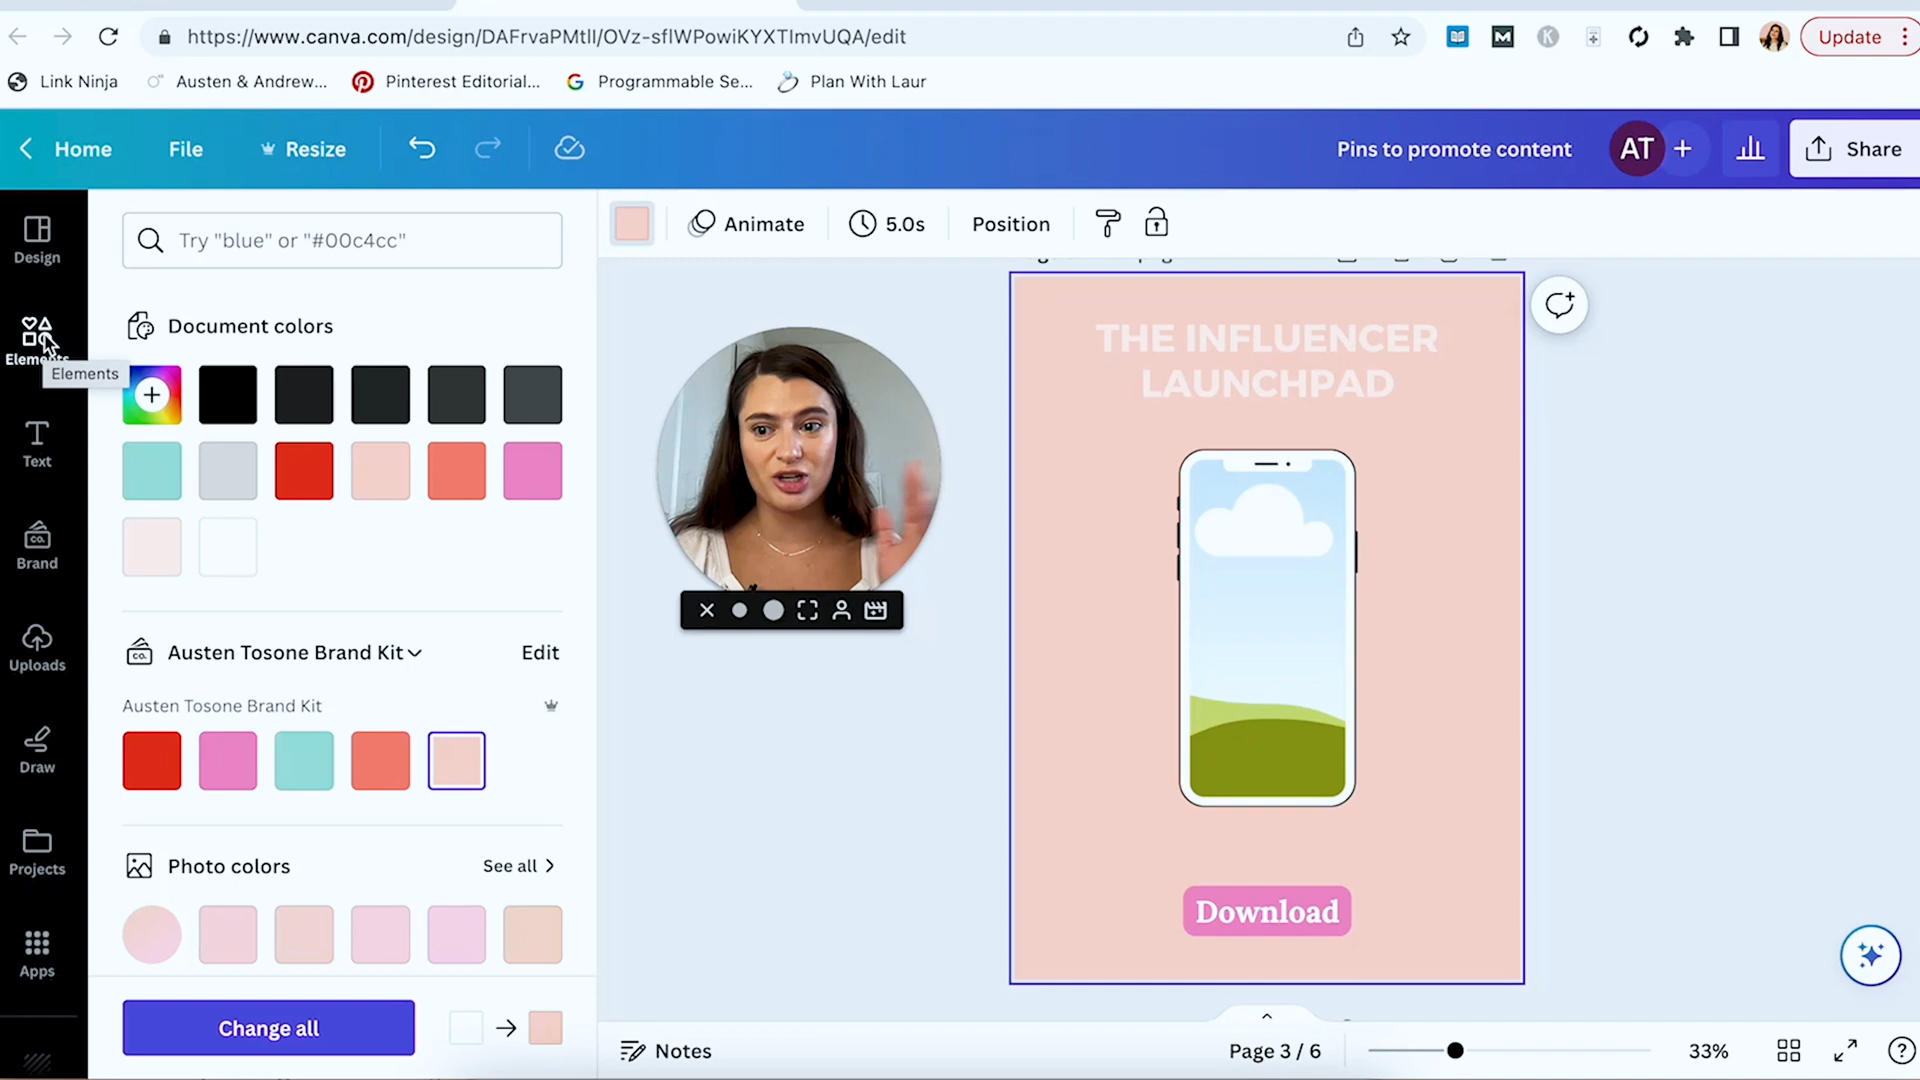 https://www.canva.com/design/DAFrvaPMtlI/OVz-sflWPowiKYXTImvUQA/edit
Update
Link Ninja
Austen & Andrew...
Pinterest Editorial...
Programmable Se...
Plan With Laur
Home
File
Resize
Pins to promote content
AT
Share
Design
Elements
Elements
Text
Brand
Uploads
Draw
Projects
Apps
Try "blue" or "#00c4cc"
Document colors
CO.
Austen Tosone Brand Kit
Edit
Austen Tosone Brand Kit
Photo colors
See all
Change all
Animate
5.0s
Position
THE INFLUENCER
LAUNCHPAD
Download
Notes
Page 3 / 6
33%